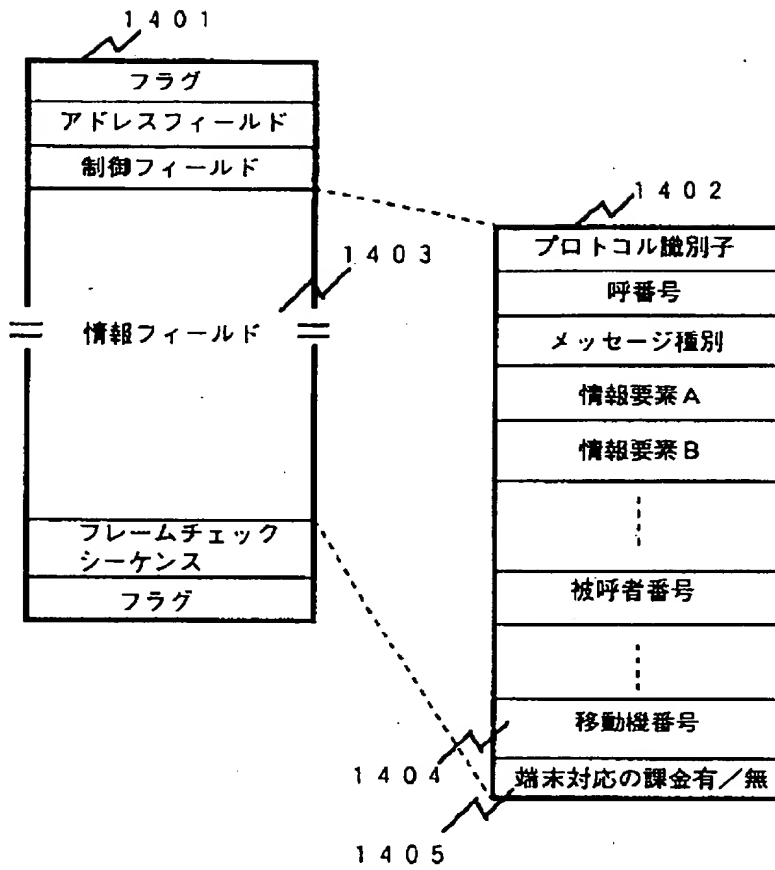 1401
フラグ
アドレスフィールド
制御フィールド
1402
プロトコル識別子
1403
呼番号
情報フィールド
メッセージ種別
情報要素A
情報要素B
フレームチェック
シーケンス
被呼者番号
フラグ
移動機番号
1404
端末対応の課金有/無
1405